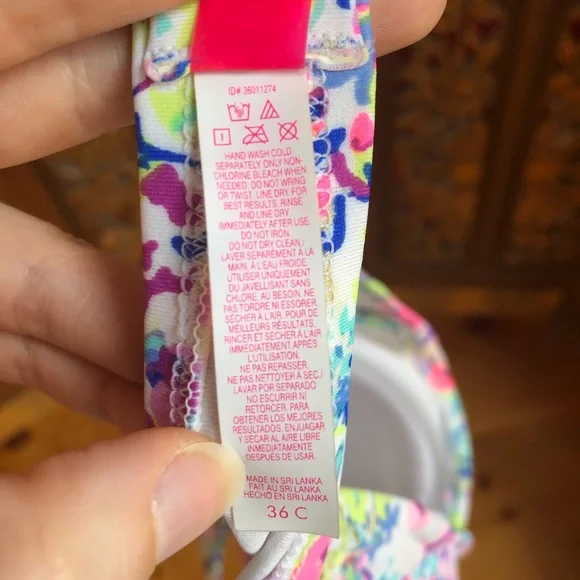 ID# 36011274
HAND WASH COLD
SEPARATELY. ONLY NON-
CHLORINE BLEACH WHEN
NEEDED. DO NOT WRING
OR TWIST. LINE DRY. FOR
BEST RESULTS, RINSE
AND LINE DRY
IMMEDIATELY AFTER USE.
DO NOT IRON.
DO NOT DRY CLEAN /
LAVER SEPARÉMENT À LA
MAIN, À L'EAU FROIDE
UTILISER UNIQUEMENT
DU JAVELLISANT SANS
CHLORE, AU BESOIN. NE
PAS TORDRE NI ESSORER.
SÉCHER À L'AIR. POUR DE
MEILLEURS RÉSULTATS,
RINCER ET SÉCHER À L'AIR
IMMÉDIATEMENT APRÈS
L'UTILISATION.
NE PAS REPASSER.
NE PAS NETTOYER À SEC./
LAVAR POR SEPARADO
NO ESCURRIR NI
RETORCER. PARA
OBTENER LOS MEJORES
RESULTADOS, ENJUAGAR
Y SECAR AL AIRE LIBRE
INMEDIATAMENTE
DESPUÉS DE USAR.
MADE IN SRI LANKA
FAIT AU SRI LANKA
HECHO EN SRI LANKA
36 C